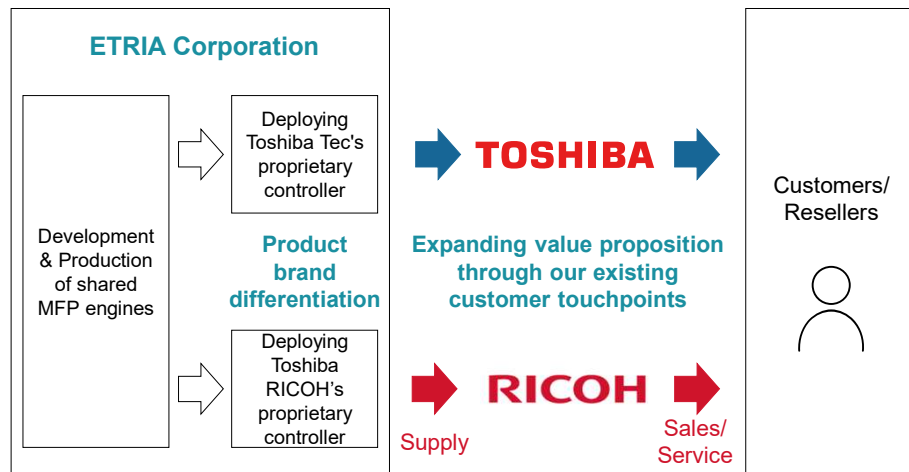 ETRIA Corporation
Development
& Production
of shared
MFP engines
Deploying
Toshiba Tec's
proprietary
controller
Product
brand
differentiation
Deploying
Toshiba
RICOH's
proprietary
controller
TOSHIBA
Expanding value proposition
through our existing
customer touchpoints
RICOH
Supply
Sales/
Service
Customers/
Resellers